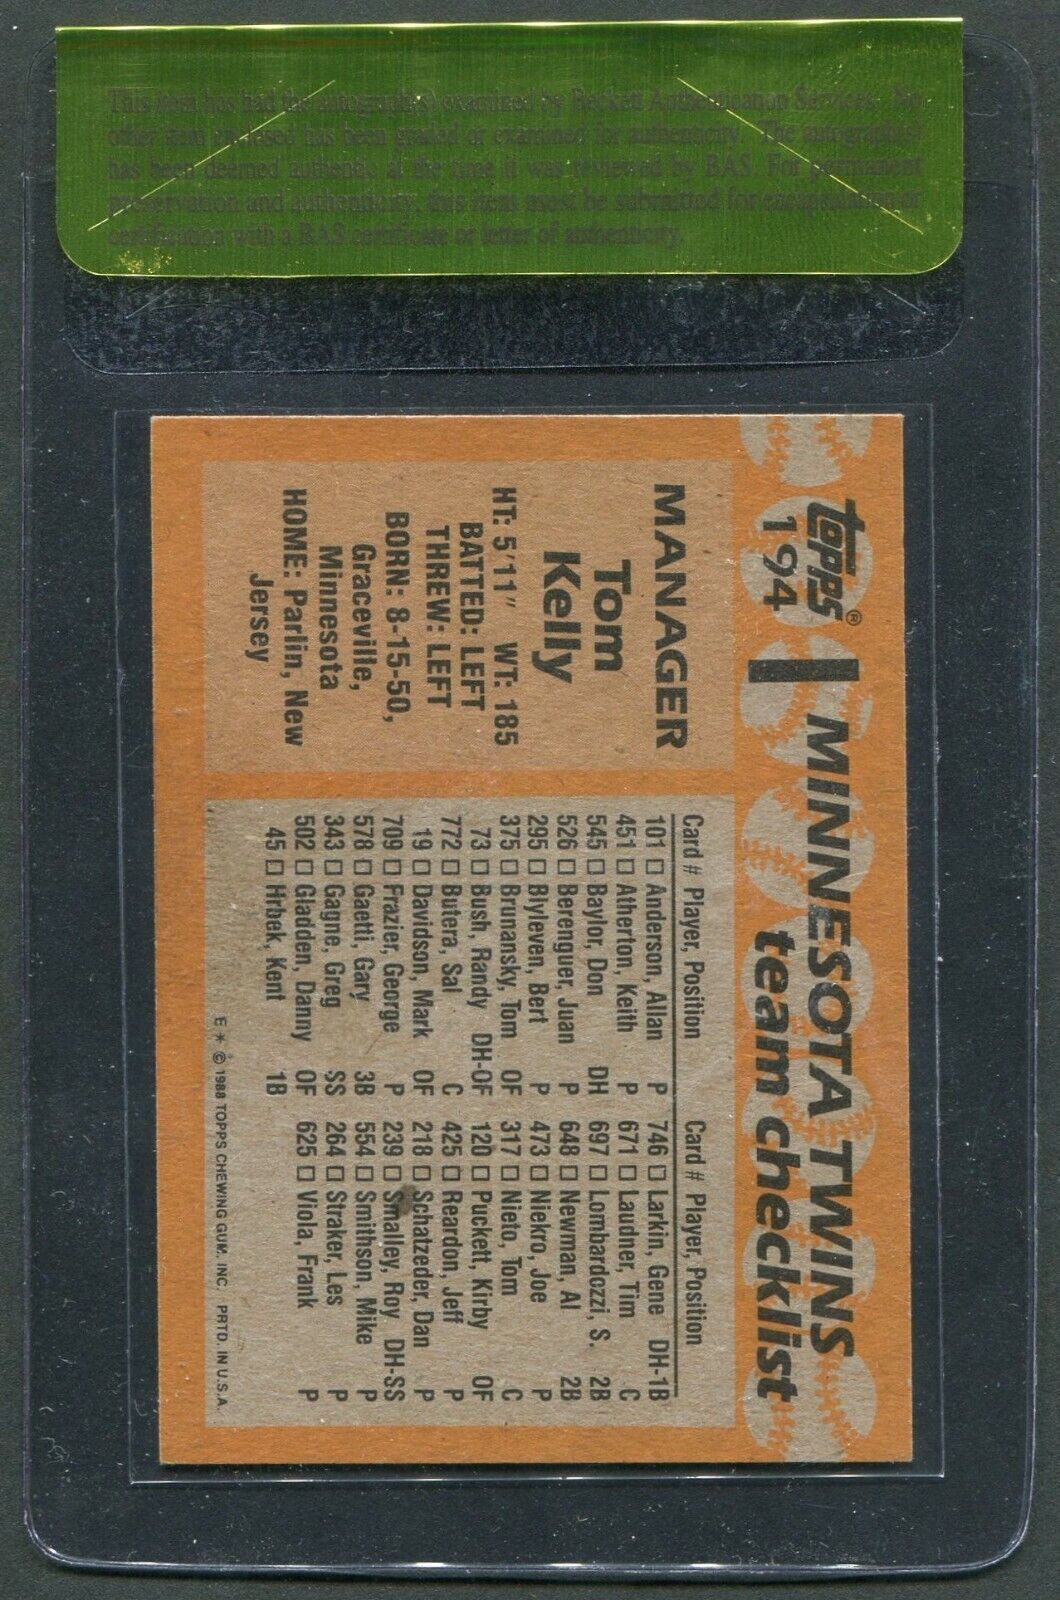 This item has had the autograph(s) examined by Beckett Authentication Services. No
other item enclosed has been graded or examined for authenticity. The autograph(s)
has been deemed authentic at the time it was reviewed by BAS. For permanent
preservation and authenticity, this item must be submitted for encapsulation or
certification with a BAS certificate or letter of authenticity.
topps®
194
MINNESOTA TWINS
team checklist
MANAGER
Tom
Kelly
HT: 5'11" WT: 185
BATTED: LEFT
THREW: LEFT
BORN: 8-15-50,
Graceville,
Minnesota
HOME: Parlin, New
Jersey
Card # Player, Position
101 □ Anderson, Allan P
451 □ Atherton, Keith P
545 □ Baylor, Don DH
526 □ Berenguer, Juan P
295 □ Blyleven, Bert P
375 □ Brunansky, Tom OF
73 □ Bush, Randy DH-OF
772 □ Butera, Sal C
19 □ Davidson, Mark OF
709 □ Frazier, George P
578 □ Gaetti, Gary 3B
343 □ Gagne, Greg SS
502 □ Gladden, Danny OF
45 □ Hrbek, Kent 1B
Card # Player, Position
746 □ Larkin, Gene DH-1B
671 □ Laudner, Tim C
697 □ Lombardozzi, S. 2B
648 □ Newman, Al 2B
473 □ Niekro, Joe P
317 □ Nieto, Tom C
120 □ Puckett, Kirby OF
425 □ Reardon, Jeff P
218 □ Schatzeder, Dan P
239 □ Smalley, Roy DH-SS
554 □ Smithson, Mike P
264 □ Straker, Les P
625 □ Viola, Frank P
E * © 1988 TOPPS CHEWING GUM, INC. PRTD. IN U.S.A.